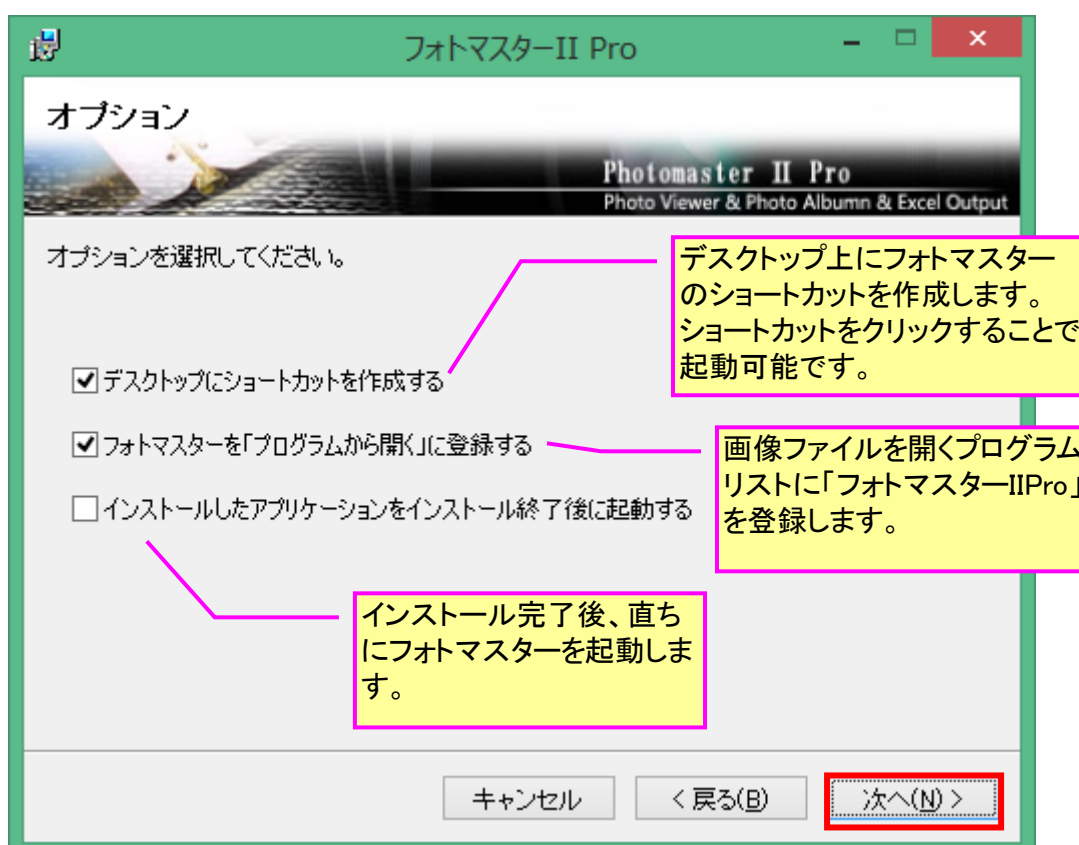 フォトマスターII Pro
オプション
Photomaster II Pro
Photo Viewer & Photo Albumn & Excel Output
オプションを選択してください。
デスクトップ上にフォトマスター
のショートカットを作成します。
ショートカットをクリックすることで
起動可能です。
デスクトップにショートカットを作成する
フォトマスターを「プログラムから開く」に登録する
画像ファイルを開くプログラム
リストに「フォトマスターIIPro」
を登録します。
インストールしたアプリケーションをインストール終了後に起動する
インストール完了後、直ち
にフォトマスターを起動しま
す。
キャンセル
< 戻る(B)
次へ(N) >